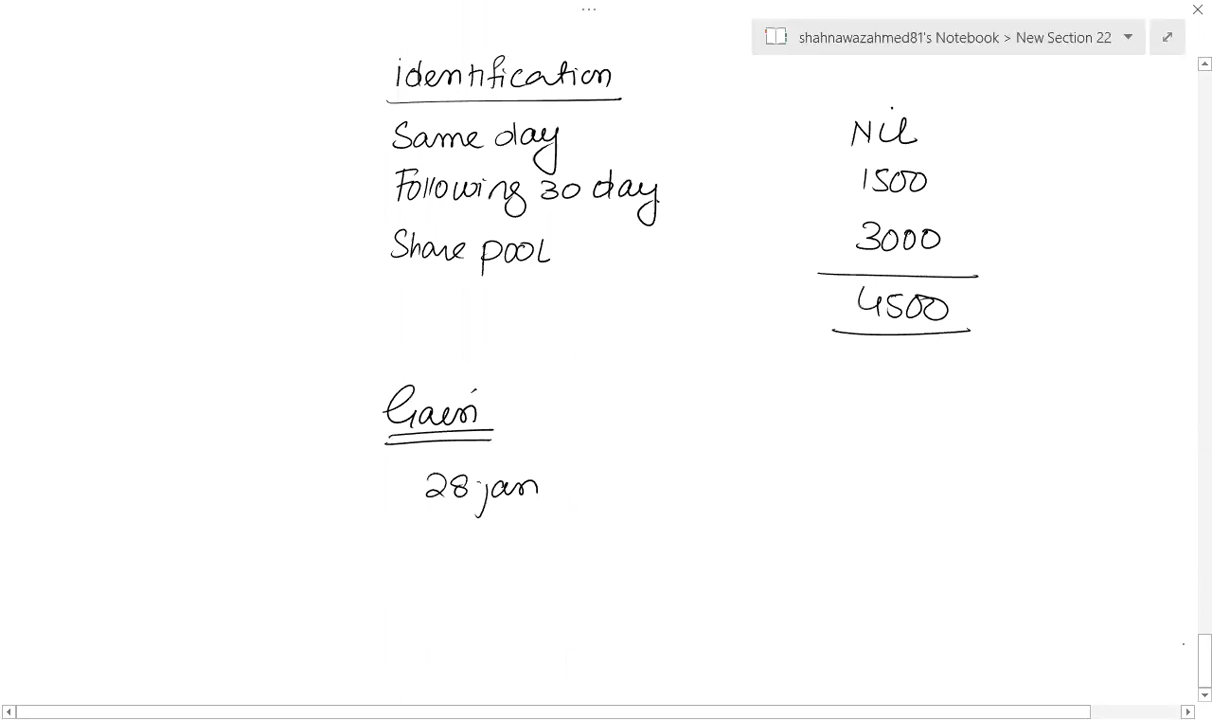 shahnawazahmed81's Notebook > New Section 22
identification
Same day Nil
Following 30 day 1500
Share pool 3000
4500
Gain
28 jan